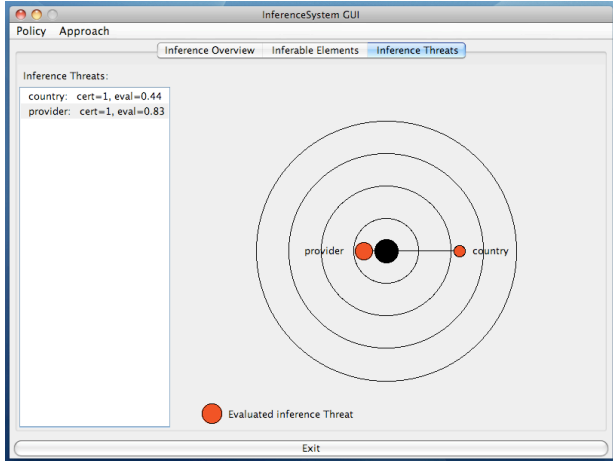 InferenceSystem GUI
Policy Approach
Inference Overview Inferable Elements Inference Threats
Inference Threats:
country: cert=1, eval=0.44
provider: cert=1, eval=0.83
provider country
Evaluated inference Threat
Exit